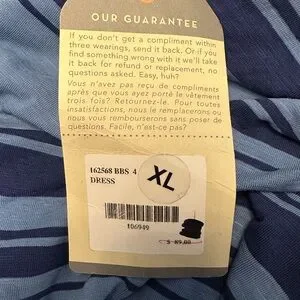 OUR GUARANTEE
If you don't get a compliment within
three wearings, send it back. Or if you
find something wrong with it we'll take
it back for refund or replacement, no
questions asked. Easy, huh?
Vous n'avez pas reçu de compliments
après que vous ayez porté le vêtement
trois fois? Retournez-le. Pour toutes
insatisfactions, nous le remplacerons ou
nous vous rembourserons sans poser de
questions. Facile, n'est-ce pas?
162568 BBS 4
DRESS
XL
106949
$ 89.00